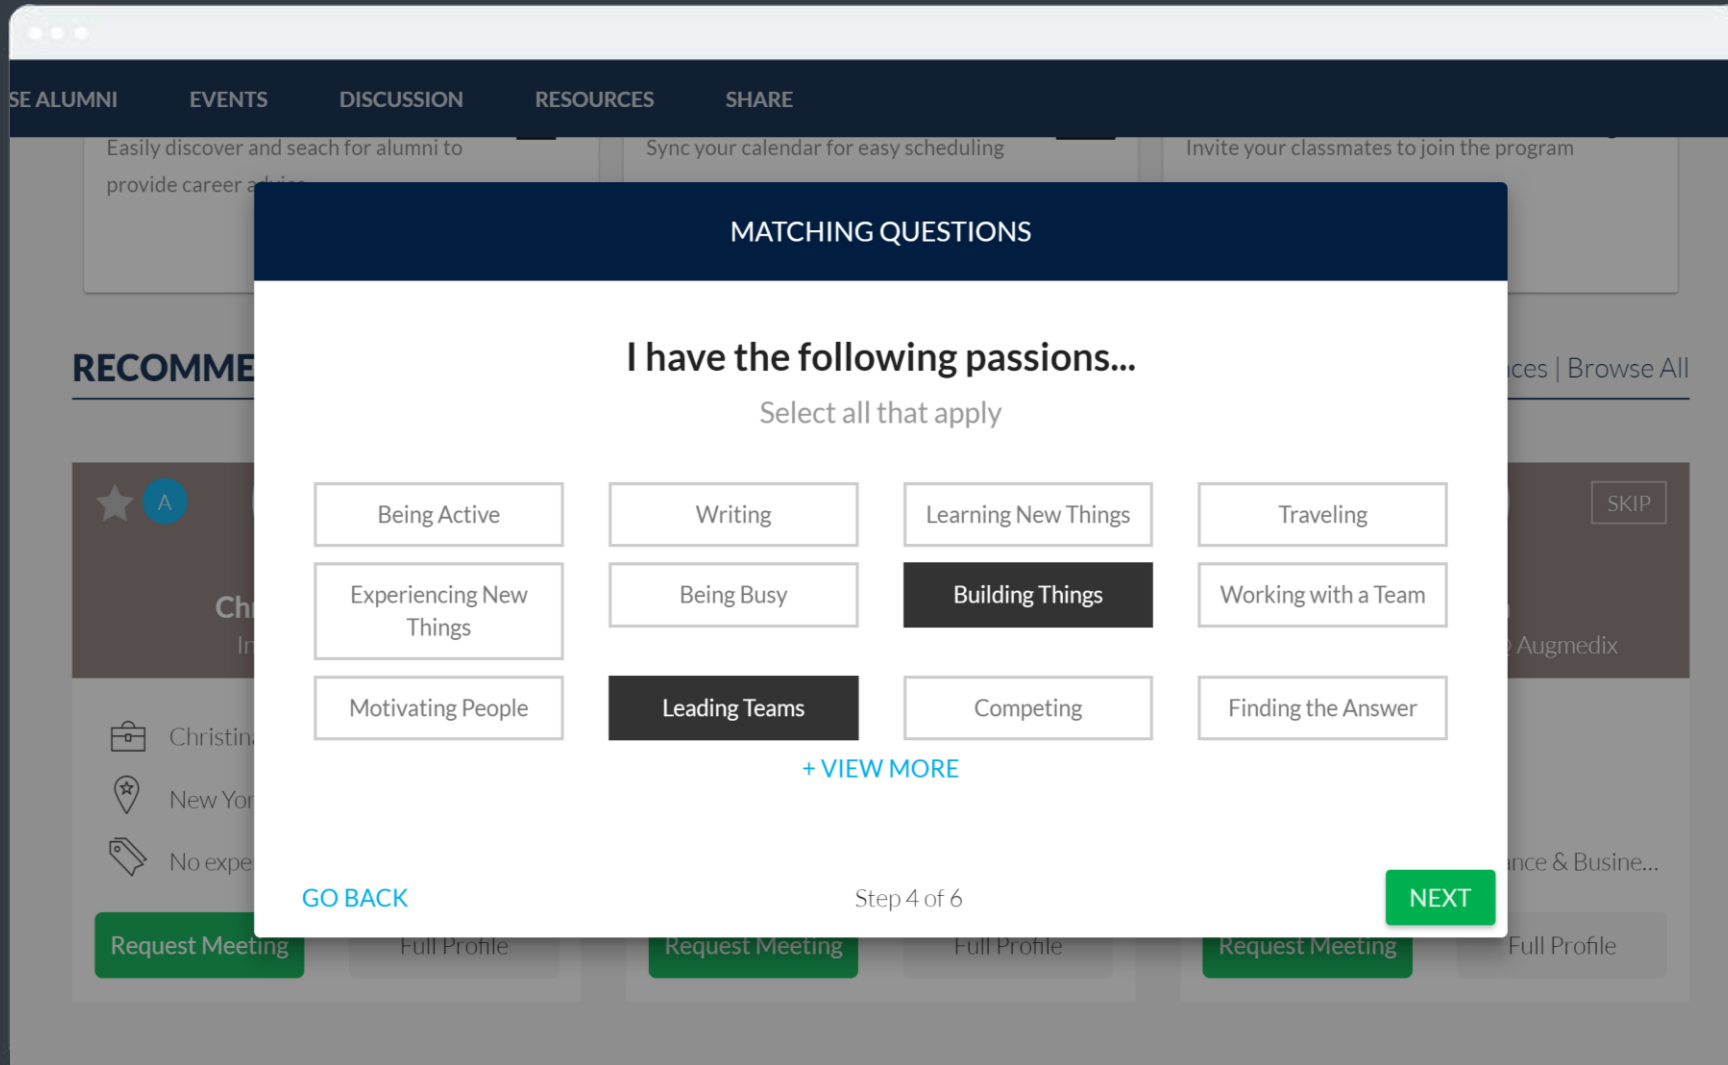 SE ALUMNI EVENTS DISCUSSION RESOURCES SHARE
Easily discover and seach for alumni to
provide career
Sync your calendar for easy scheduling
Invite your classmates to join the program
MATCHING QUESTIONS
RECOMME
Browse All
I have the following passions...
Select all that apply
A
SKIP
Being Active
Writing
Learning New Things
Traveling
Experiencing New
Things
Being Busy
Building Things
Working with a Team
Motivating People
Leading Teams
Competing
Finding the Answer
+ VIEW MORE
Augmedix
Christin
New Yor
No expe
ance & Busine...
GO BACK
Step 4 of 6
NEXT
Request Meeting
Full Profile
Request Meeting
Full Profile
Request Meeting
Full Profile